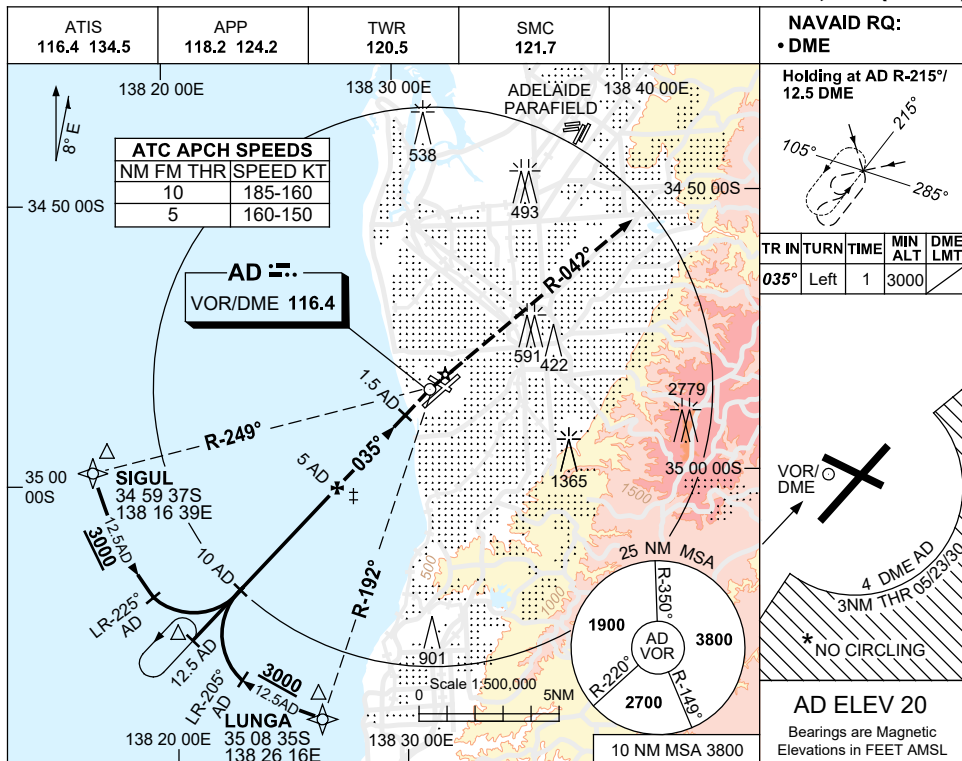 ATIS
116.4 134.5
APP
118.2 124.2
TWR
120.5
SMC
121.7
NAVAID RQ:
• DME
Holding at AD R-215°/
12.5 DME
215°
105°
285°
TR IN TURN TIME MIN ALT DME LMT
035° Left 1 3000
138 20 00E
138 30 00E
138 40 00E
8° E
ATC APCH SPEEDS
NM FM THR SPEED KT
10 185-160
5 160-150
ADELAIDE
PARAFIELD
538
493
34 50 00S
34 50 00S
AD
VOR/DME 116.4
R-042°
591
422
2779
1.5 AD
R-249°
035°
5 AD
‡
1365
35 00
00S
35 00 00S
1500
SIGUL
34 59 37S
138 16 39E
12.5AD
3000
10 AD
R-192°
500
1000
25 NM MSA
LR-225°
AD
12.5 AD
LR-205°
AD
3000
12.5AD
LUNGA
35 08 35S
138 26 16E
901
Scale 1:500,000
0 5NM
R-350°
1900
3800
AD
VOR
R-220°
R-149°
2700
138 20 00E
138 30 00E
10 NM MSA 3800
VOR/
DME
4 DME AD
3NM THR 05/23/30
*NO CIRCLING
AD ELEV 20
Bearings are Magnetic
Elevations in FEET AMSL